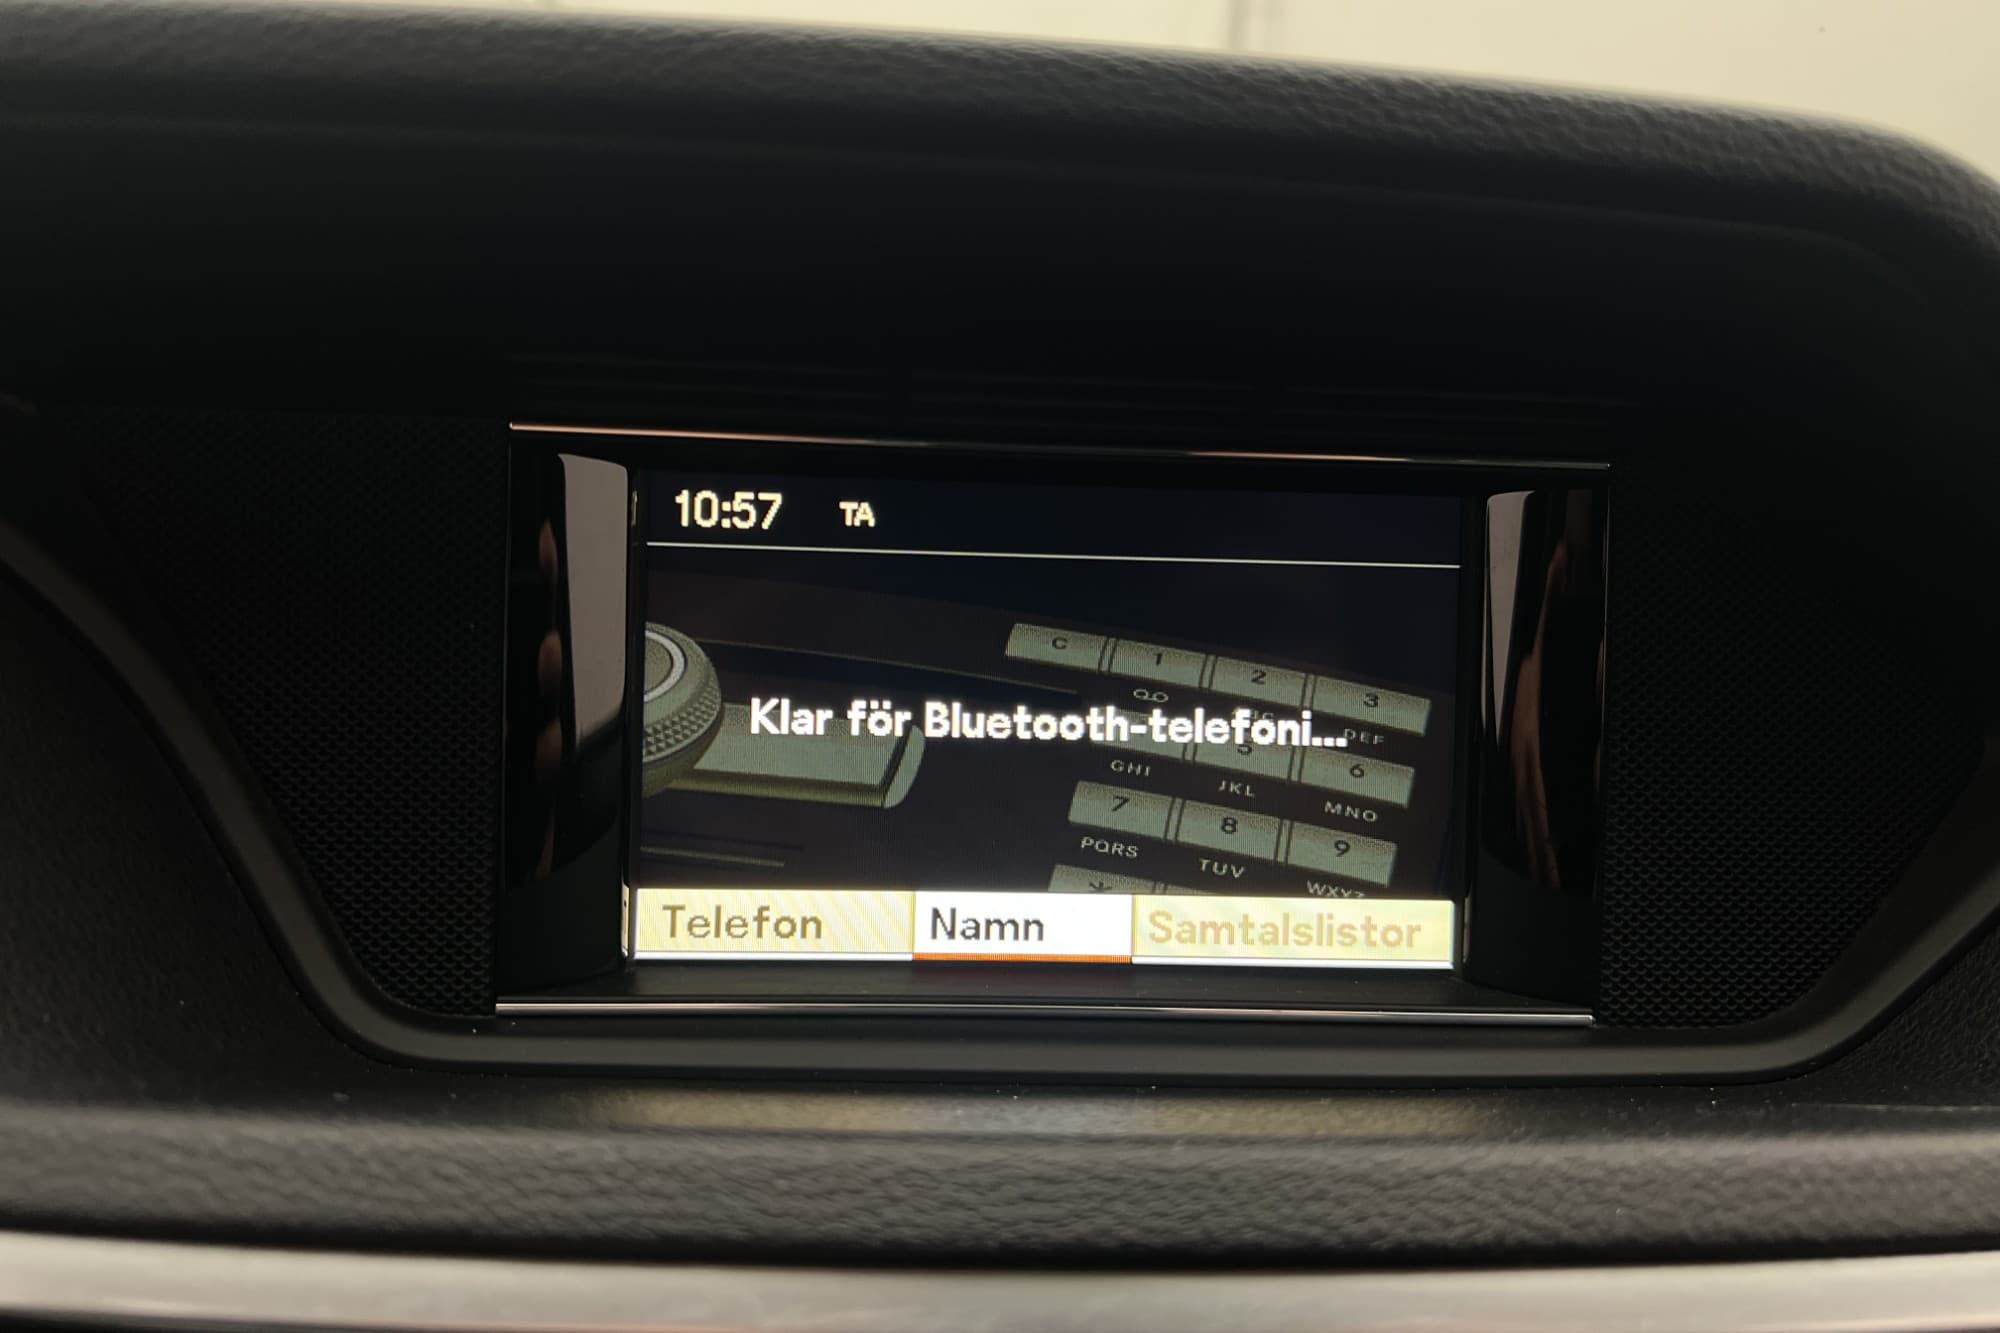 10:57 TA
C 1 2 3
DEF
Klar för Bluetooth-telefoni...
6
GHI JKL MNO
7 8 9
PQRS TUV WXYZ
*
Telefon Namn Samtalslistor